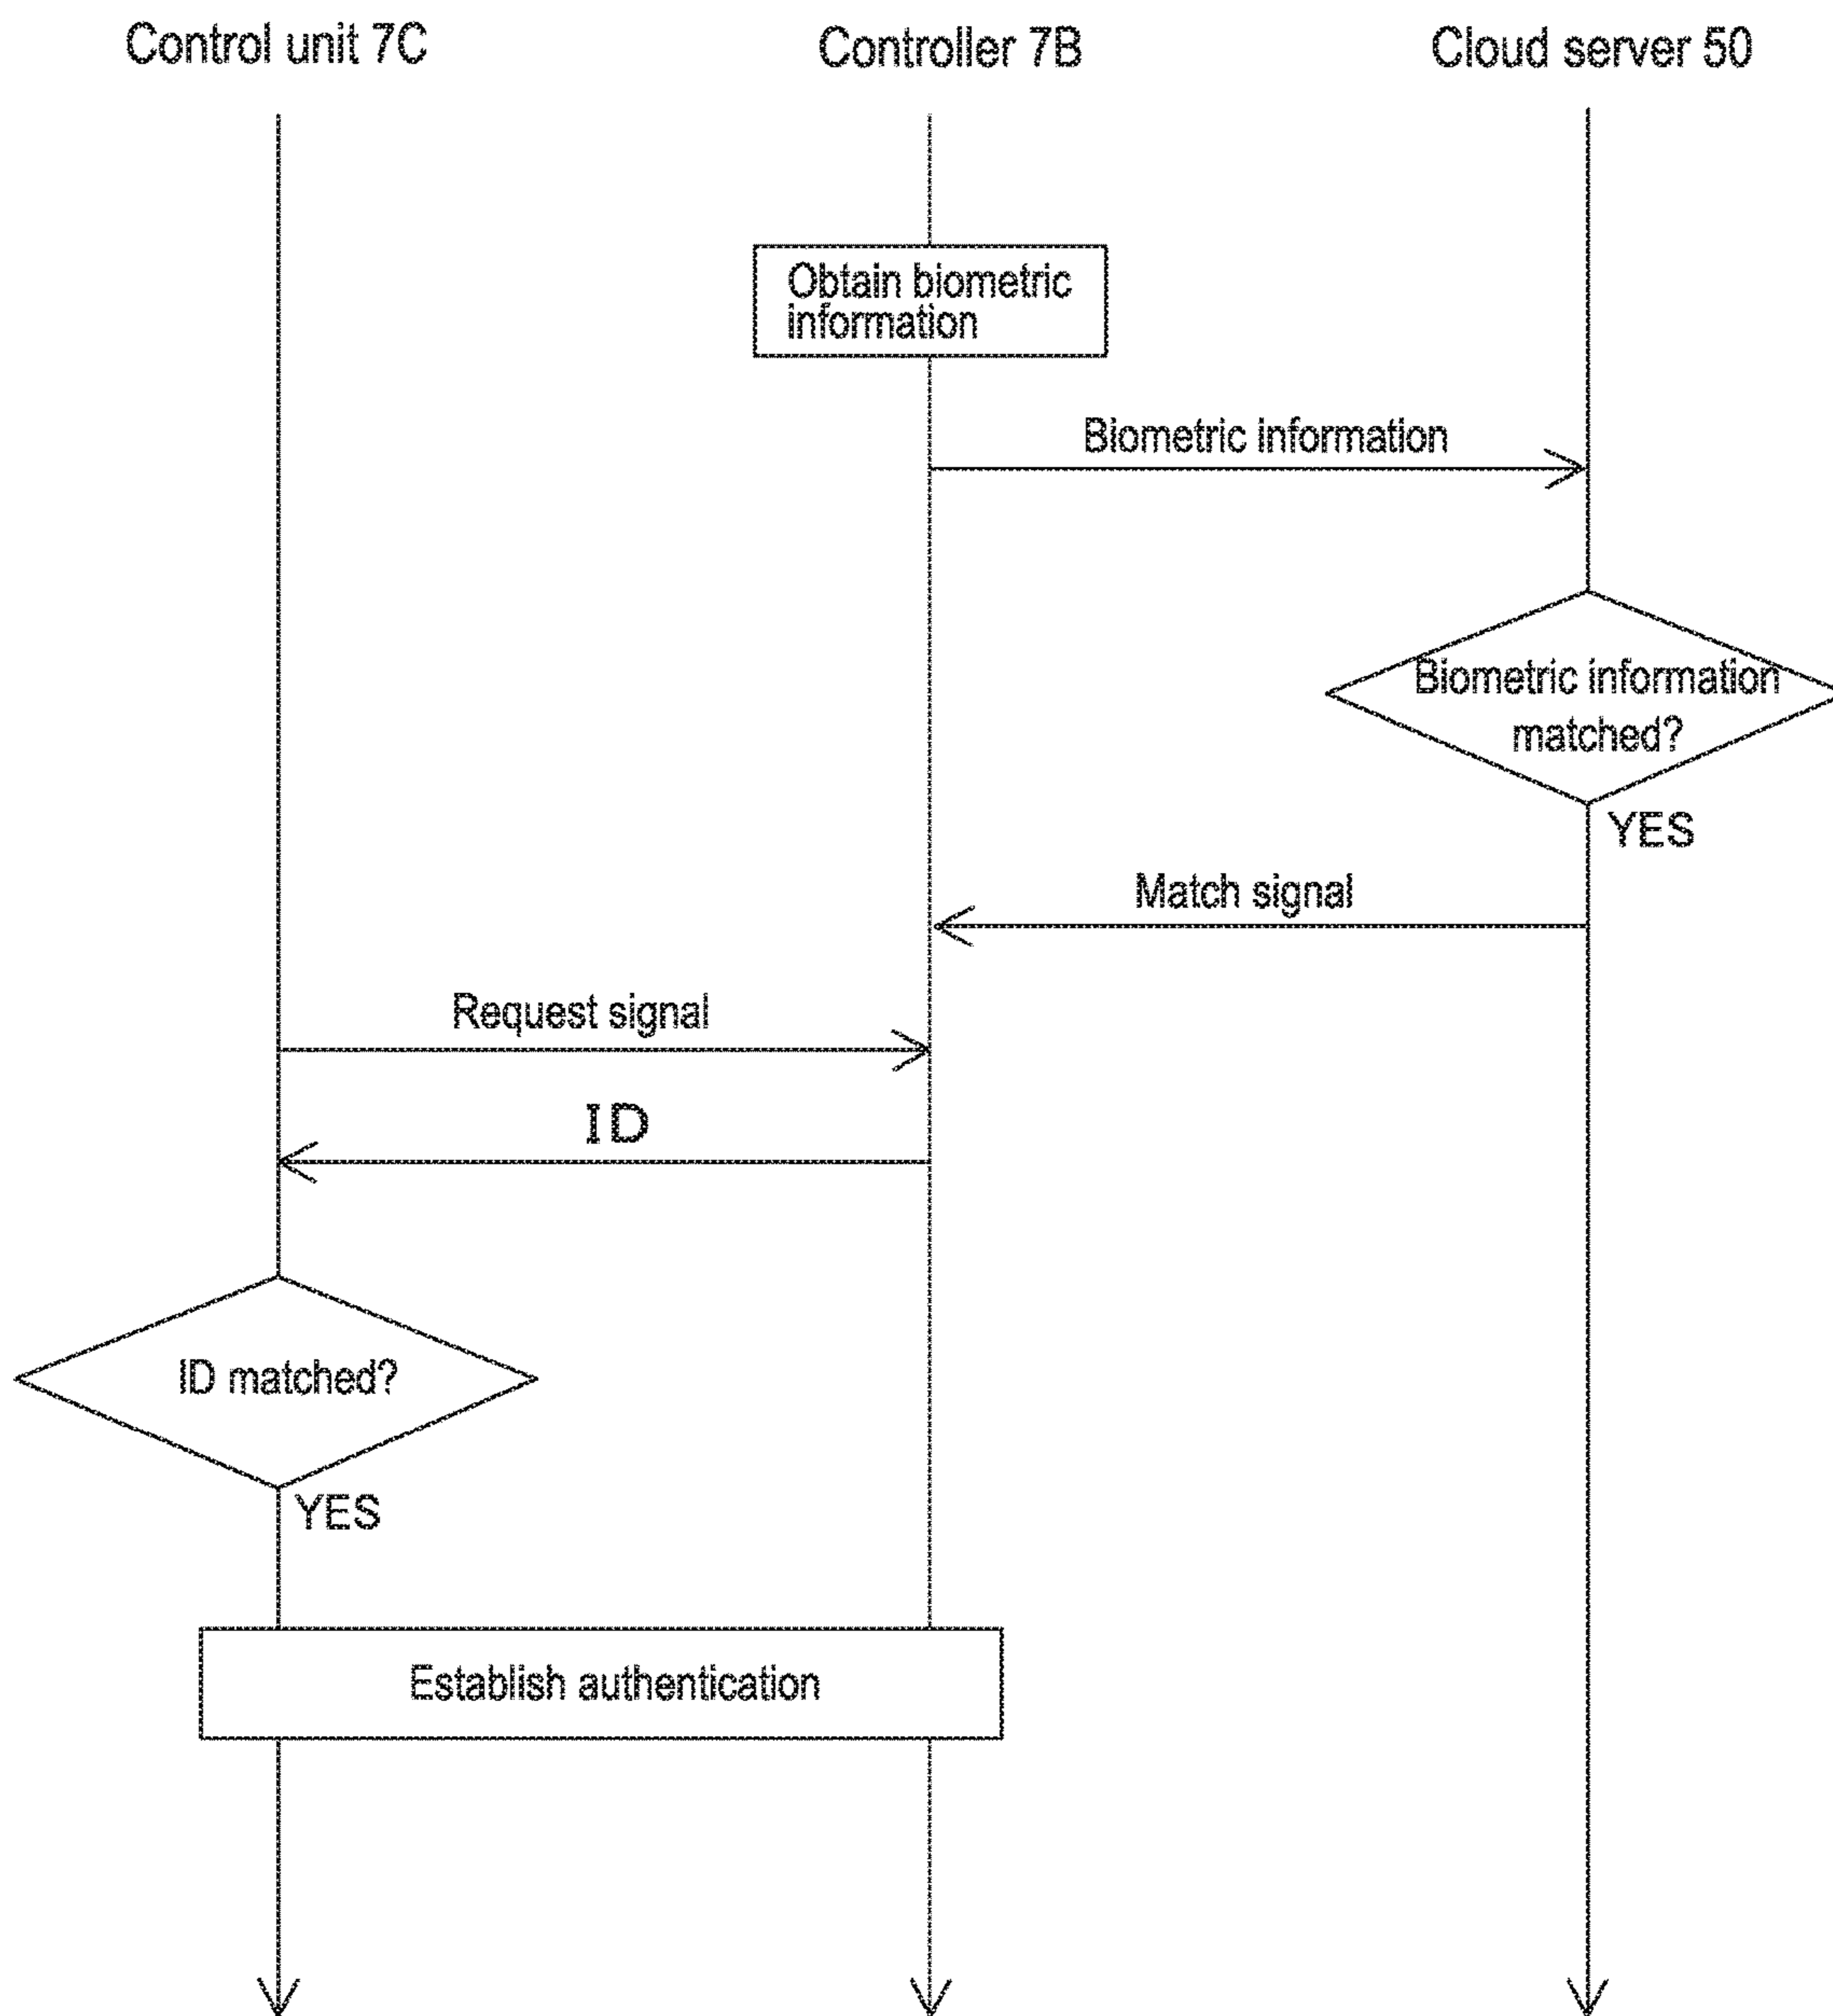 Control unit 7C
Controller 7B
Cloud server 50
Obtain biometric
information
Biometric information
Biometric information
matched?
YES
Match signal
Request signal
ID
ID matched?
YES
Establish authentication